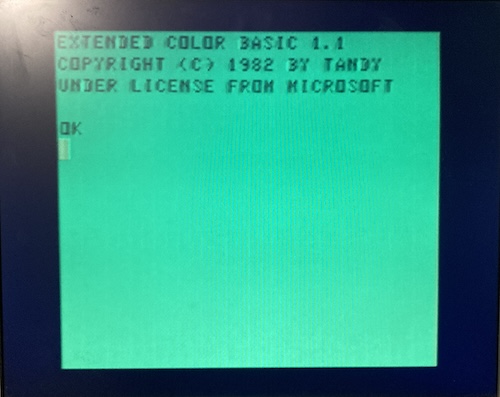 EXTENDED COLOR BASIC 1.1
COPYRIGHT (C) 1982 BY TANDY
UNDER LICENSE FROM MICROSOFT
OK